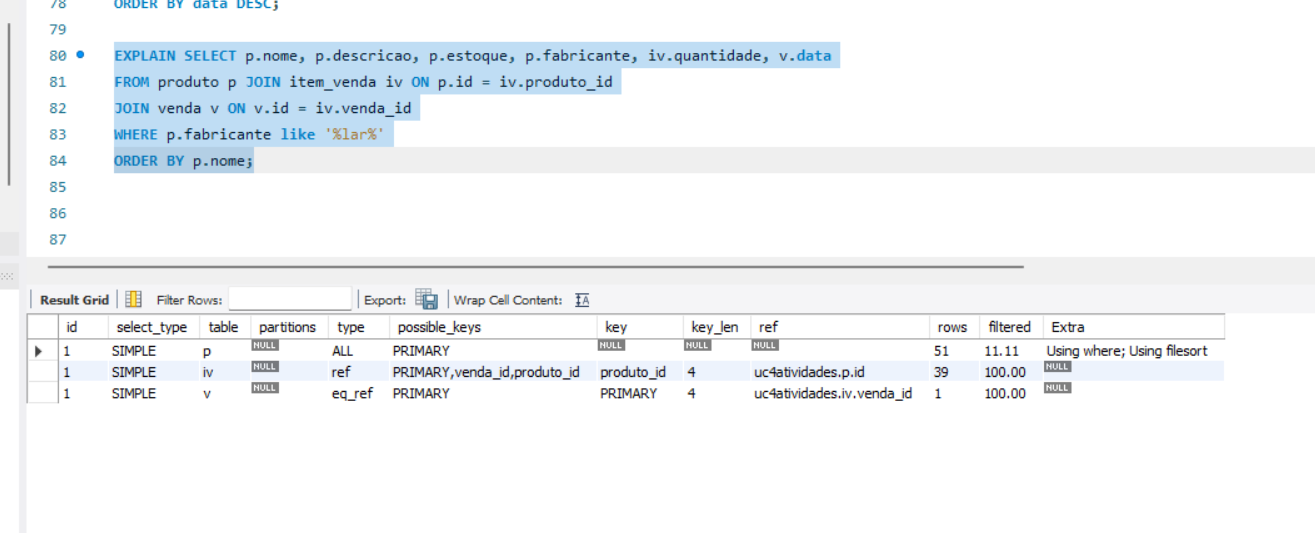 78 ORDER BY data DESC;
79
80 EXPLAIN SELECT p.nome, p.descricao, p.estoque, p.fabricante, iv.quantidade, v.data
81 FROM produto p JOIN item_venda iv ON p.id = iv.produto_id
82 JOIN venda v ON v.id = iv.venda_id
83 WHERE p.fabricante like '%lar%'
84 ORDER BY p.nome;
85
86
87
Result Grid Filter Rows: Export: Wrap Cell Content: IA
id select_type table partitions type possible_keys key key_len ref rows filtered Extra
1 SIMPLE p NULL ALL PRIMARY NULL NULL NULL 51 11.11 Using where; Using filesort
1 SIMPLE iv NULL ref PRIMARY,venda_id,produto_id produto_id 4 uc4atividades.p.id 39 100.00 NULL
1 SIMPLE v NULL eq_ref PRIMARY PRIMARY 4 uc4atividades.iv.venda_id 1 100.00 NULL